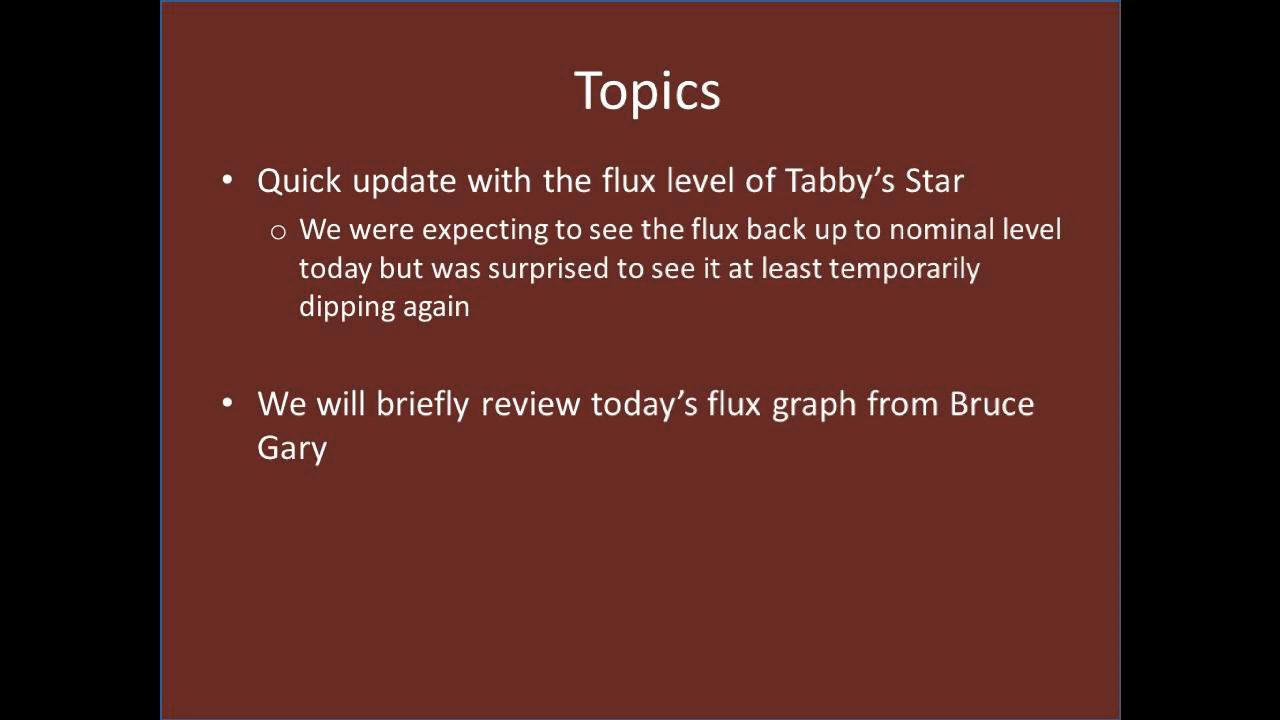 Topics
• Quick update with the flux level of Tabby’s Star
o We were expecting to see the flux back up to nominal level
today but was surprised to see it at least temporarily
dipping again
• We will briefly review today’s flux graph from Bruce
Gary